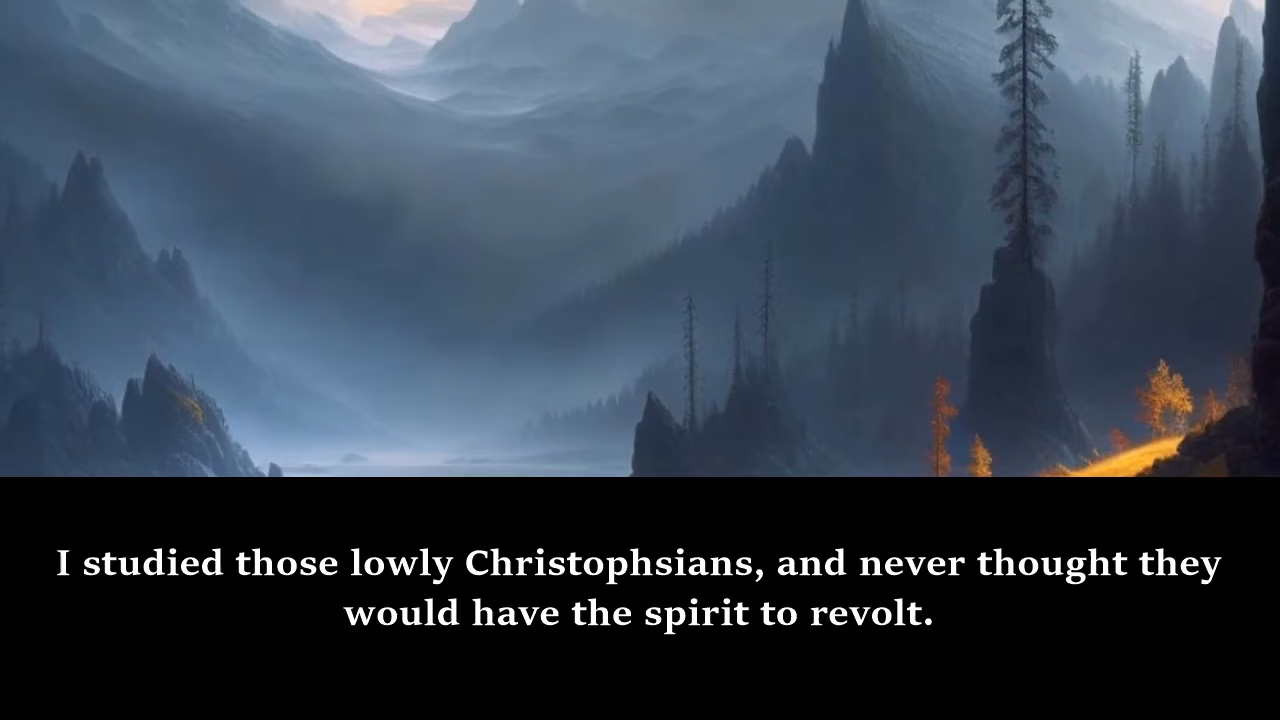 I studied those lowly Christophsians, and never thought they
would have the spirit to revolt.